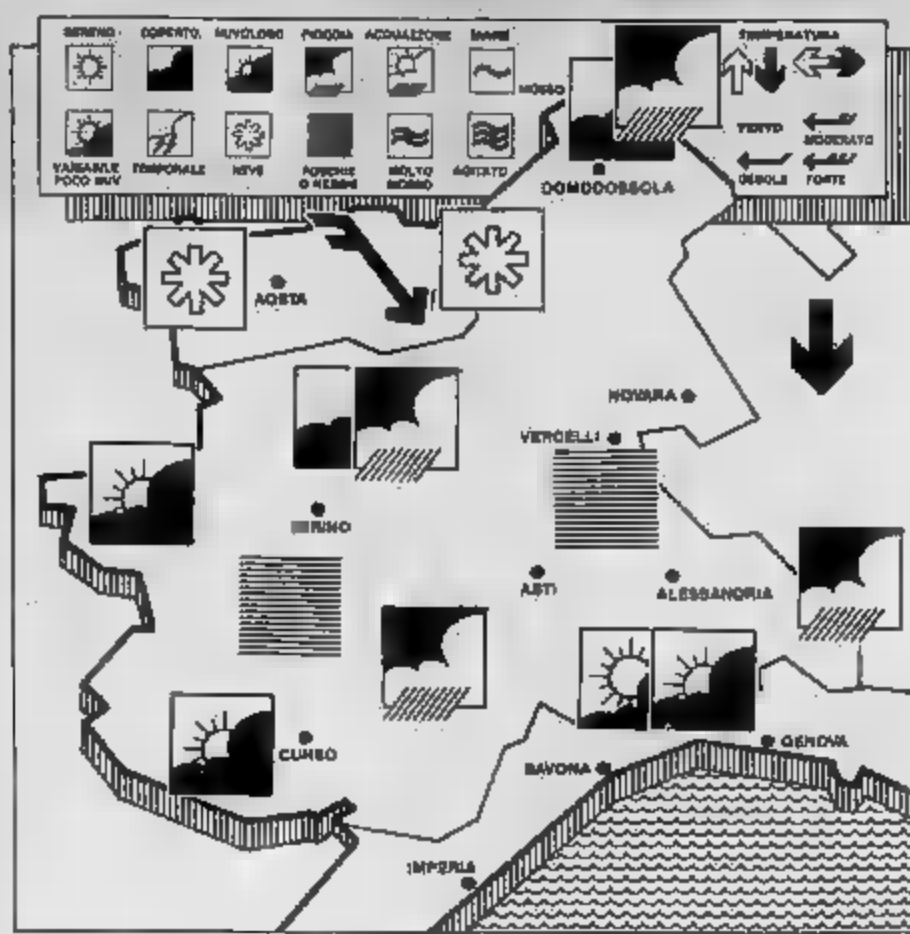 SERENO COPERTO NUVOLOSO PIOGGIA ACQUAZZONE MARE TEMPERATURA
MOSSO
VENTO MODERATO
VARIABILE TEMPORALE NEVE FOSCHIE MOLTO AGITATO DEBOLE FORTE
POCO NUV O NEBBIE MOSSO
DOMODOSSOLA
AOSTA
NOVARA
VERCELLI
TORINO
ASTI
ALESSANDRIA
CUNEO
GENOVA
SAVONA
IMPERIA